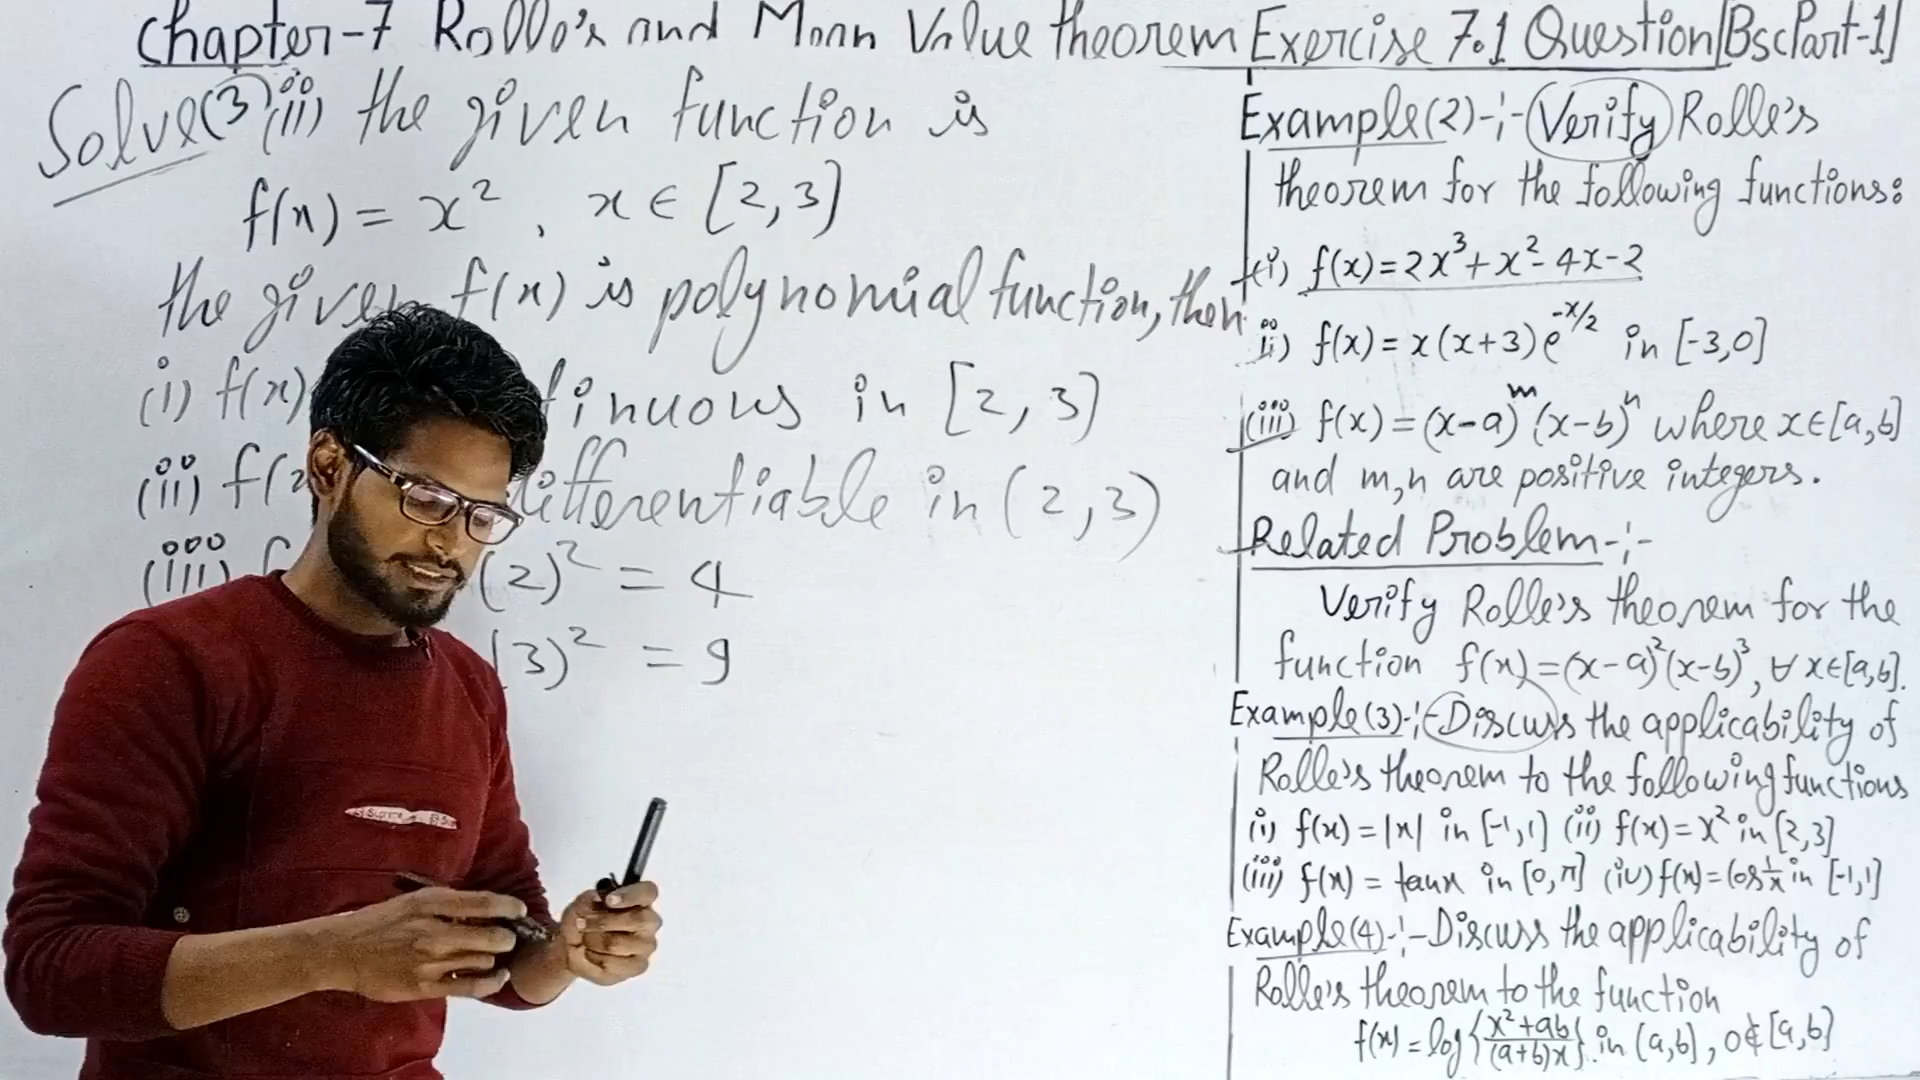 Chapter-7 Rolle's and Mean Value theorem Exercise 7.1 Question [Bsc Part-1]
Solve(3)(ii) the given function is
f(x) = x², x ∈ [2,3]
the given f(x) is polynomial function, then
(i) f(x) tinuous in [2,3]
(ii) f(x differentiable in (2,3)
(iii) f (2)² = 4
(3)² = 9
Example(2)-:- Verify Rolle's
theorem for the following functions:
(i) f(x) = 2x³+x²-4x-2
ii) f(x) = x(x+3)e^{-x/2} in [-3,0]
(iii) f(x) = (x-a)^m (x-b)^n where x∈[a,b]
and m,n are positive integers.
Related Problem-:-
Verify Rolle's theorem for the
function f(x) = (x-a)²(x-b)³, ∀ x∈[a,b].
Example(3)-:- Discuss the applicability of
Rolle's theorem to the following functions
(i) f(x) = |x| in [-1,1] (ii) f(x) = x² in [2,3]
(iii) f(x) = tanx in [0,π] (iv) f(x) = cos 1/x in [-1,1]
Example(4)-:- Discuss the applicability of
Rolle's theorem to the function
f(x) = log{x²+ab/(a+b)x} in [a,b], 0∉[a,b]